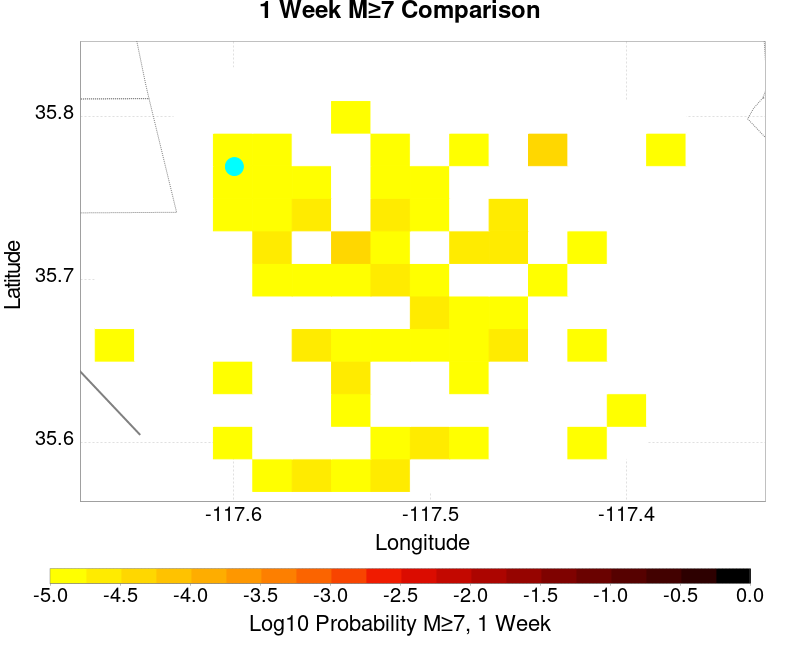 1 Week M≥7 Comparison
35.8
35.7
35.6
Latitude
-117.6 -117.5 -117.4
Longitude
-5.0 -4.5 -4.0 -3.5 -3.0 -2.5 -2.0 -1.5 -1.0 -0.5 0.0
Log10 Probability M≥7, 1 Week